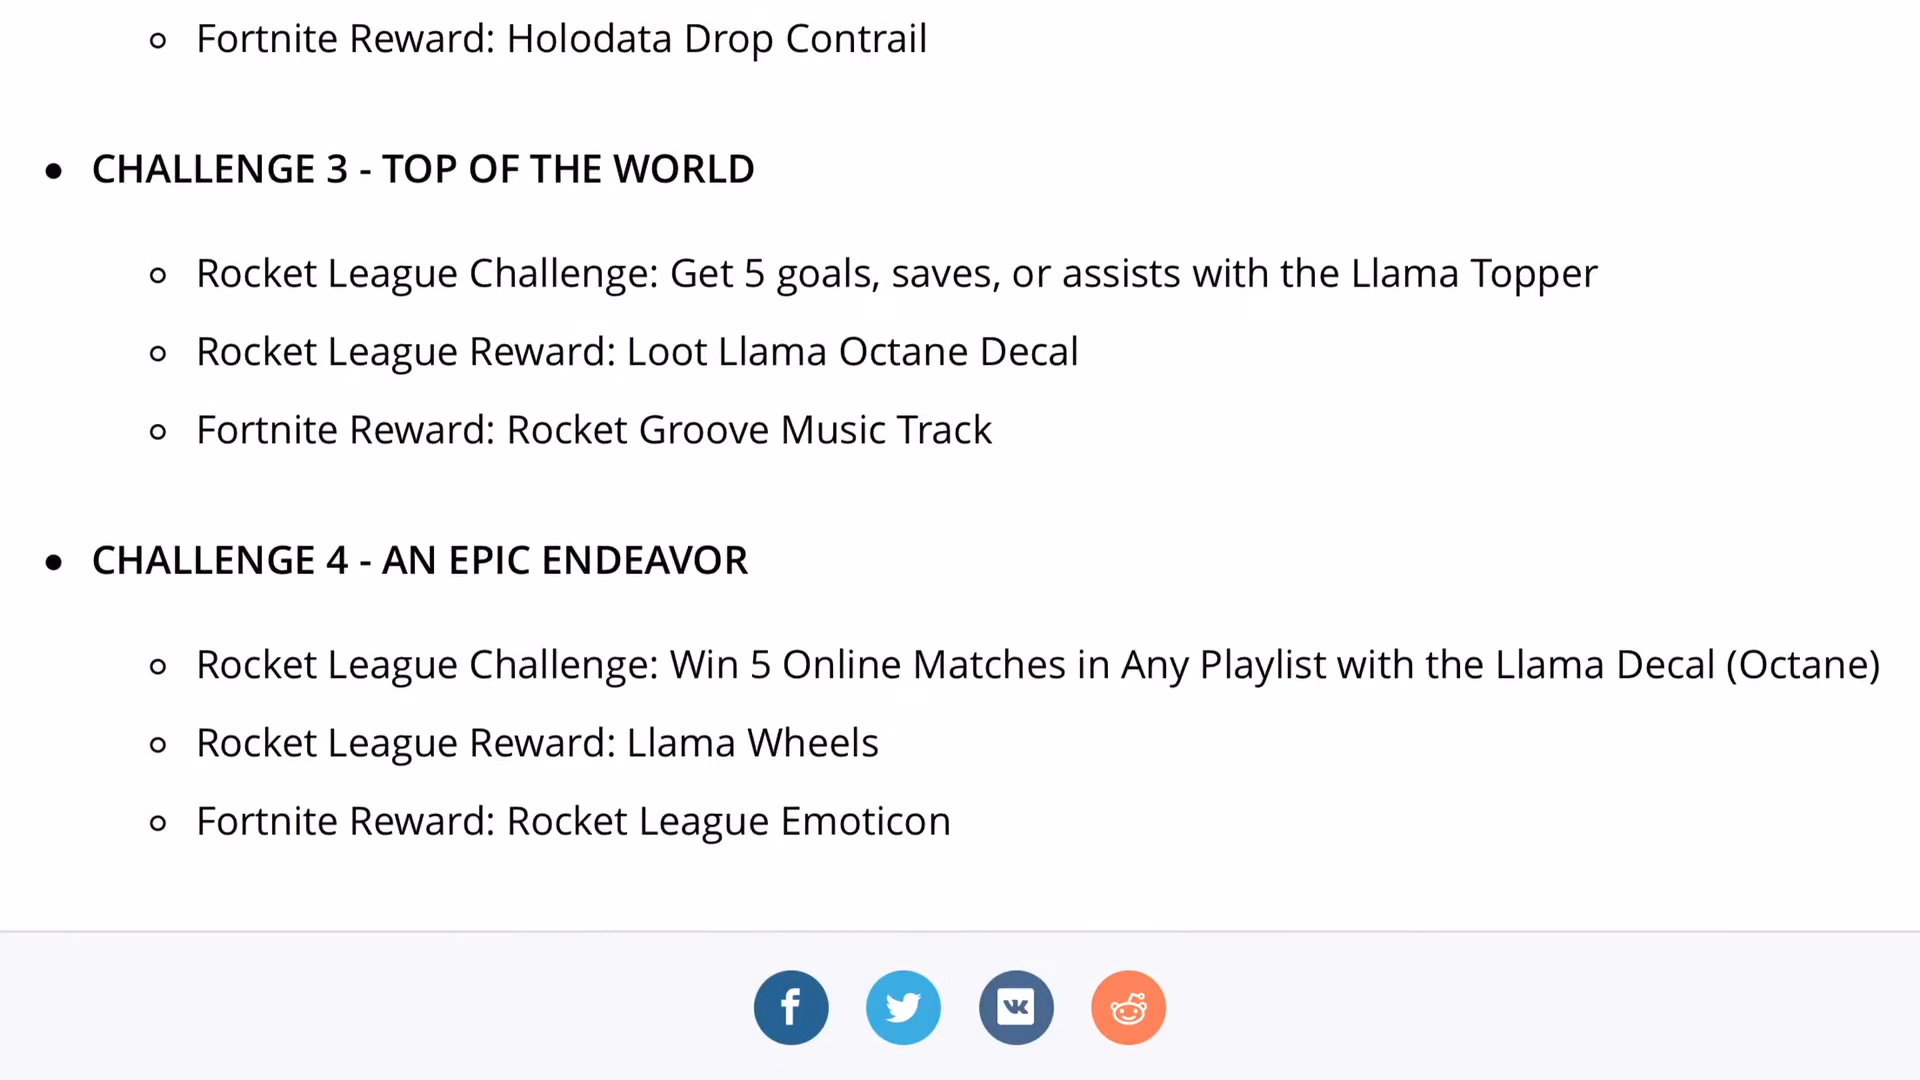 Fortnite Reward: Holodata Drop Contrail
CHALLENGE 3 - TOP OF THE WORLD
Rocket League Challenge: Get 5 goals, saves, or assists with the Llama Topper
Rocket League Reward: Loot Llama Octane Decal
Fortnite Reward: Rocket Groove Music Track
CHALLENGE 4 - AN EPIC ENDEAVOR
Rocket League Challenge: Win 5 Online Matches in Any Playlist with the Llama Decal (Octane)
Rocket League Reward: Llama Wheels
Fortnite Reward: Rocket League Emoticon